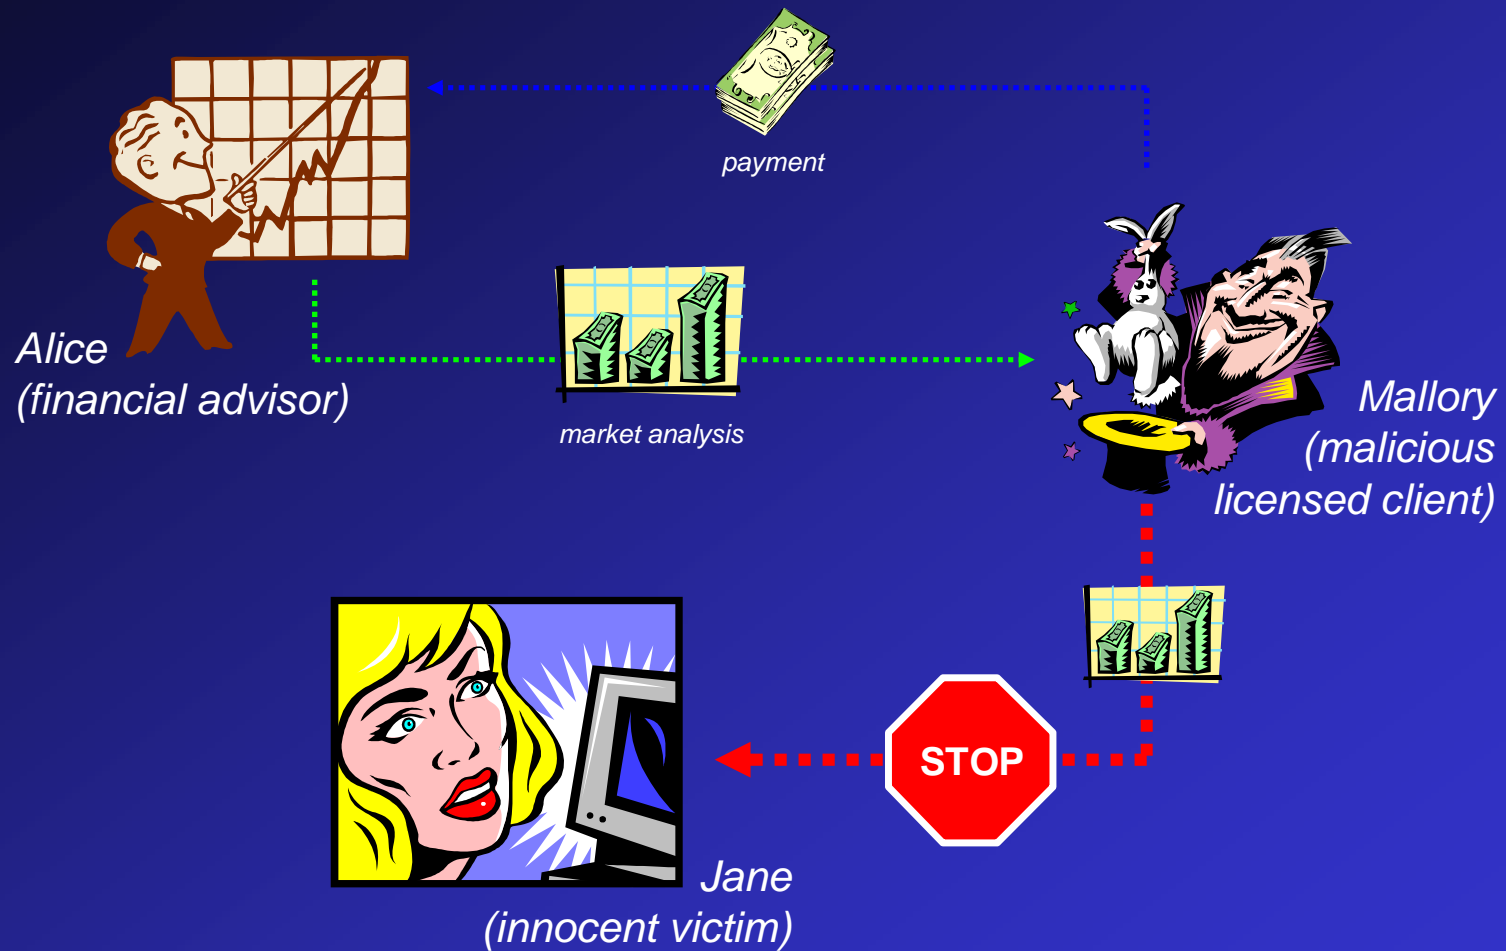 payment
Alice
(financial advisor)
market analysis
Mallory
(malicious
licensed client)
STOP
Jane
(innocent victim)